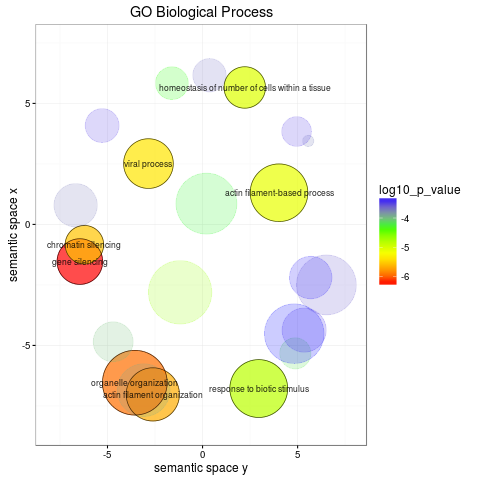 GO Biological Process
homeostasis of number of cells within a tissue
viral process
actin filament-based process
chromatin silencing
gene silencing
organelle organization
actin filament organization
response to biotic stimulus
5
0
-5
-5
0
5
semantic space x
semantic space y
log10_p_value
-4
-5
-6